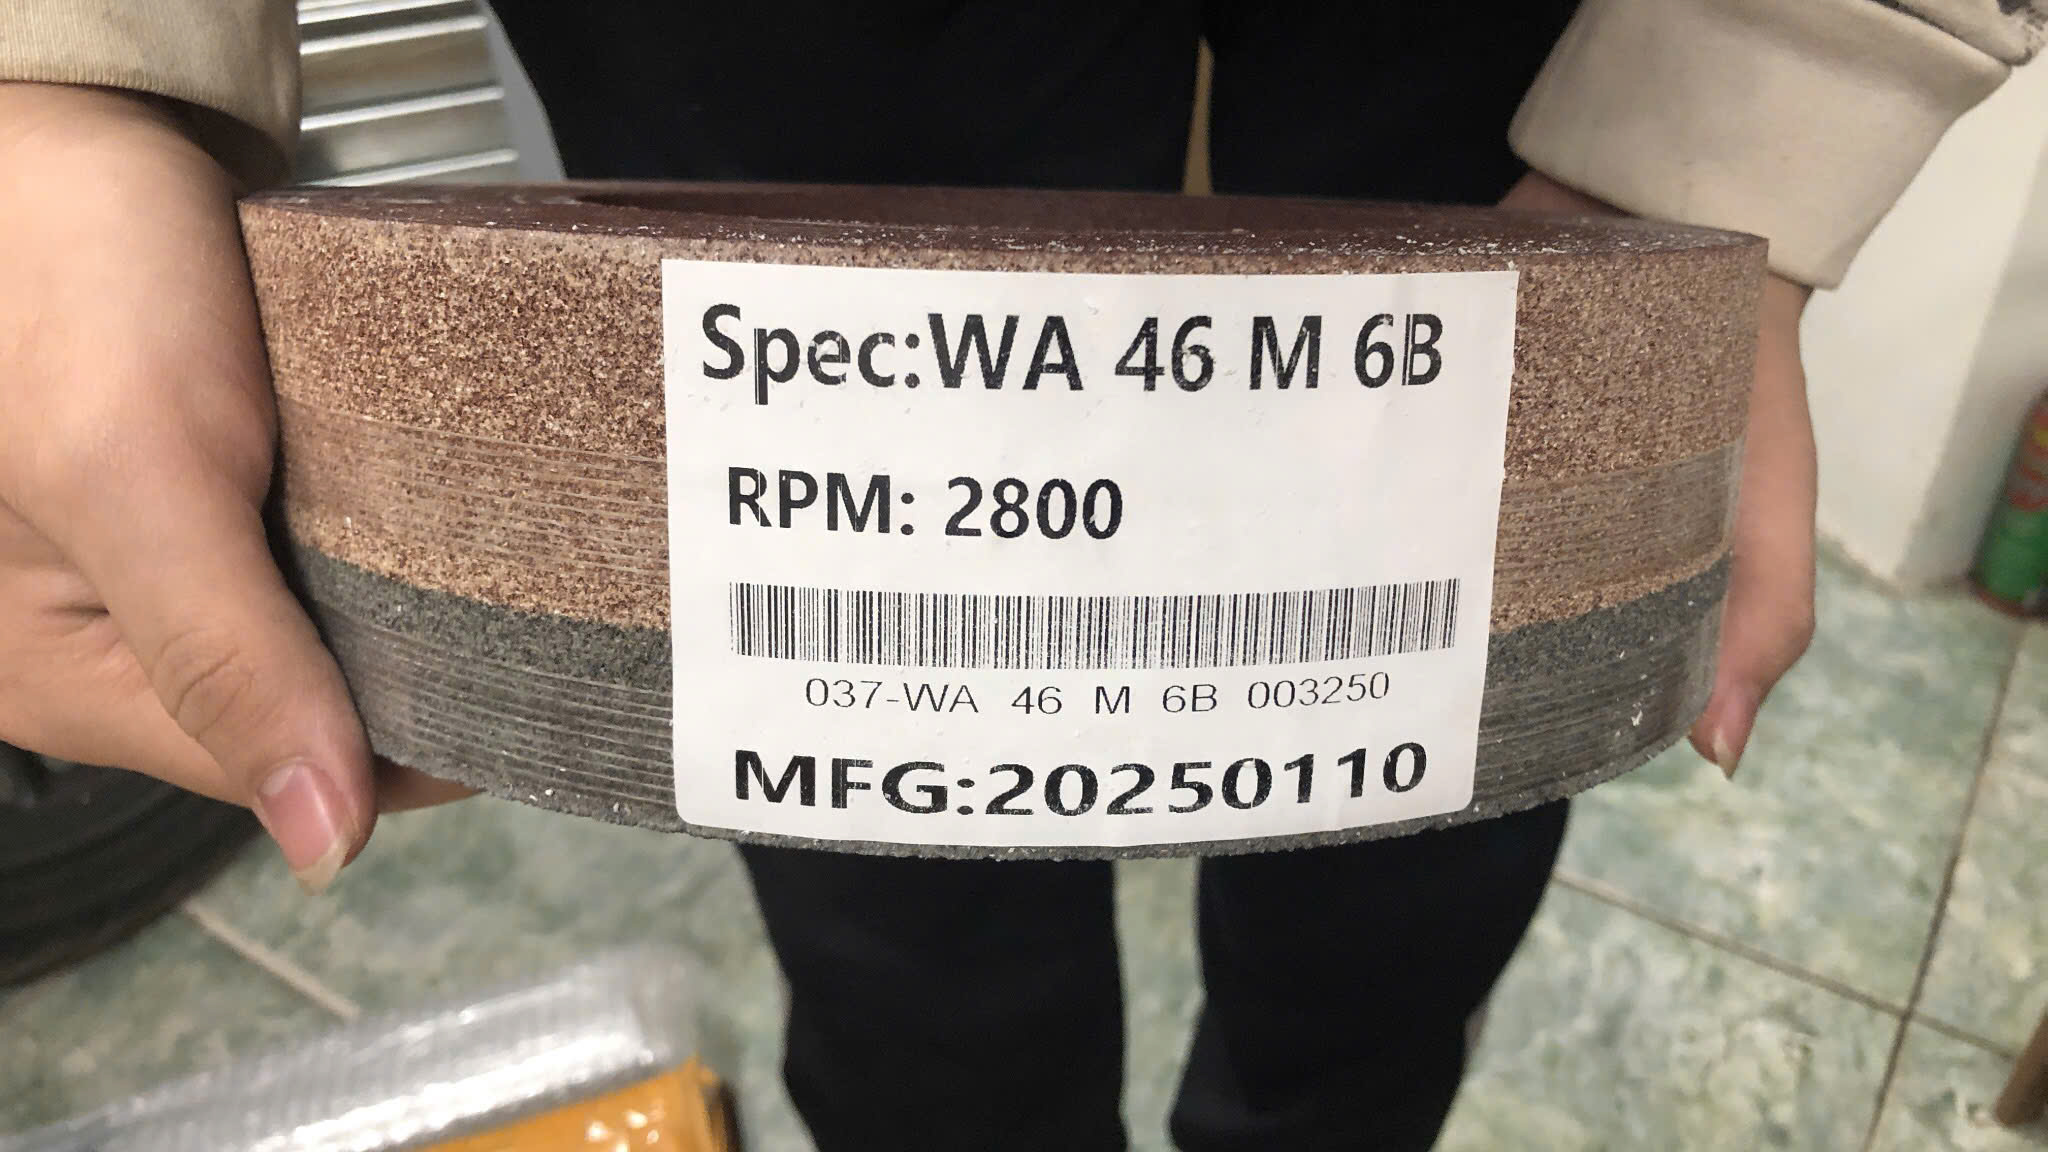 Spec:WA 46 M 6B
RPM: 2800
037-WA 46 M 6B 003250
MFG:20250110